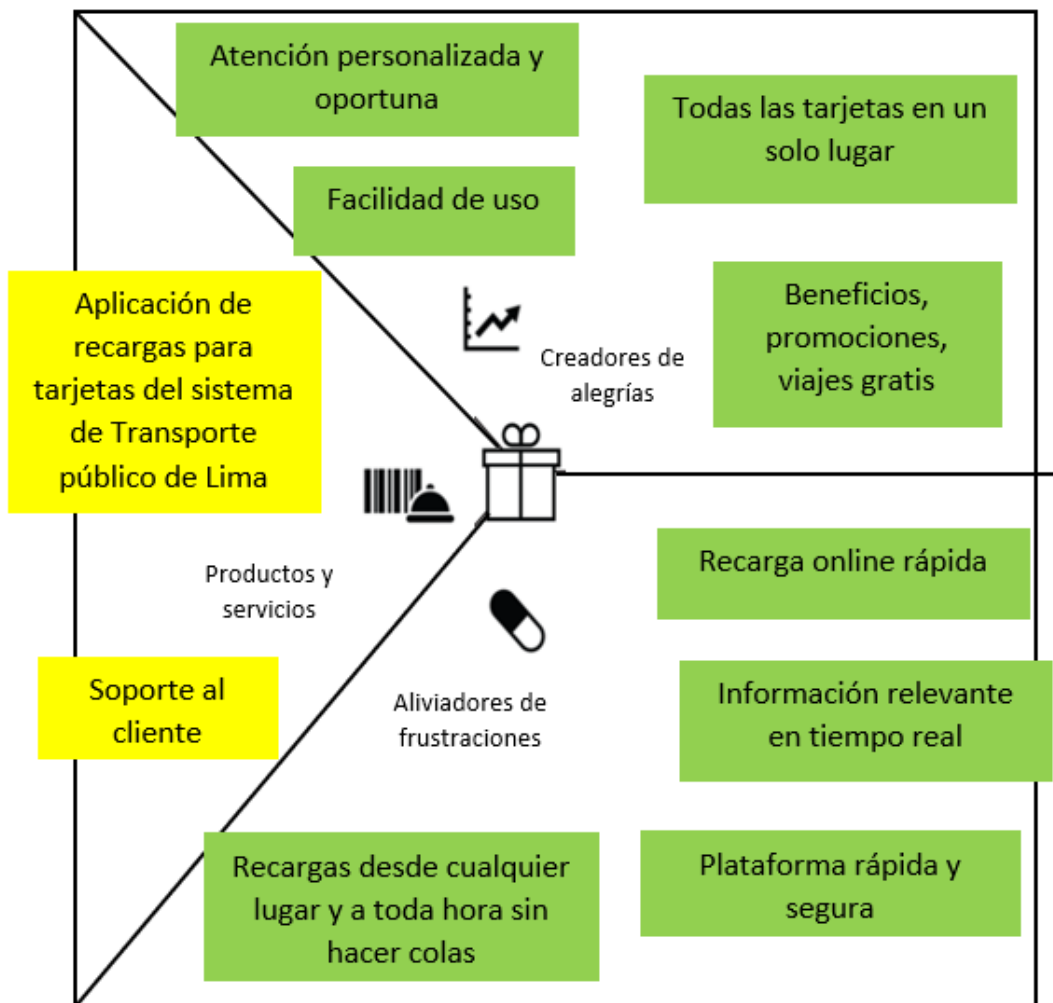 Atención personalizada y
oportuna
Todas las tarjetas en un
solo lugar
Facilidad de uso
Aplicación de
recargas para
tarjetas del sistema
de Transporte
público de Lima
Beneficios,
promociones,
viajes gratis
Creadores de
alegrías
Productos y
servicios
Recarga online rápida
Soporte al
cliente
Aliviadores de
frustraciones
Información relevante
en tiempo real
Recargas desde cualquier
lugar y a toda hora sin
hacer colas
Plataforma rápida y
segura